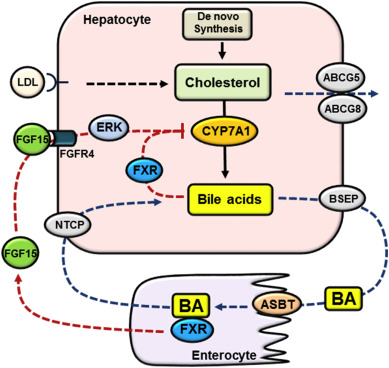 Hepatocyte
De novo
Synthesis
LDL
Cholesterol
ABCG5
ABCG8
FGF15
FGFR4
ERK
CYP7A1
FXR
Bile acids
BSEP
NTCP
FGF15
BA
FXR
ASBT
BA
Enterocyte